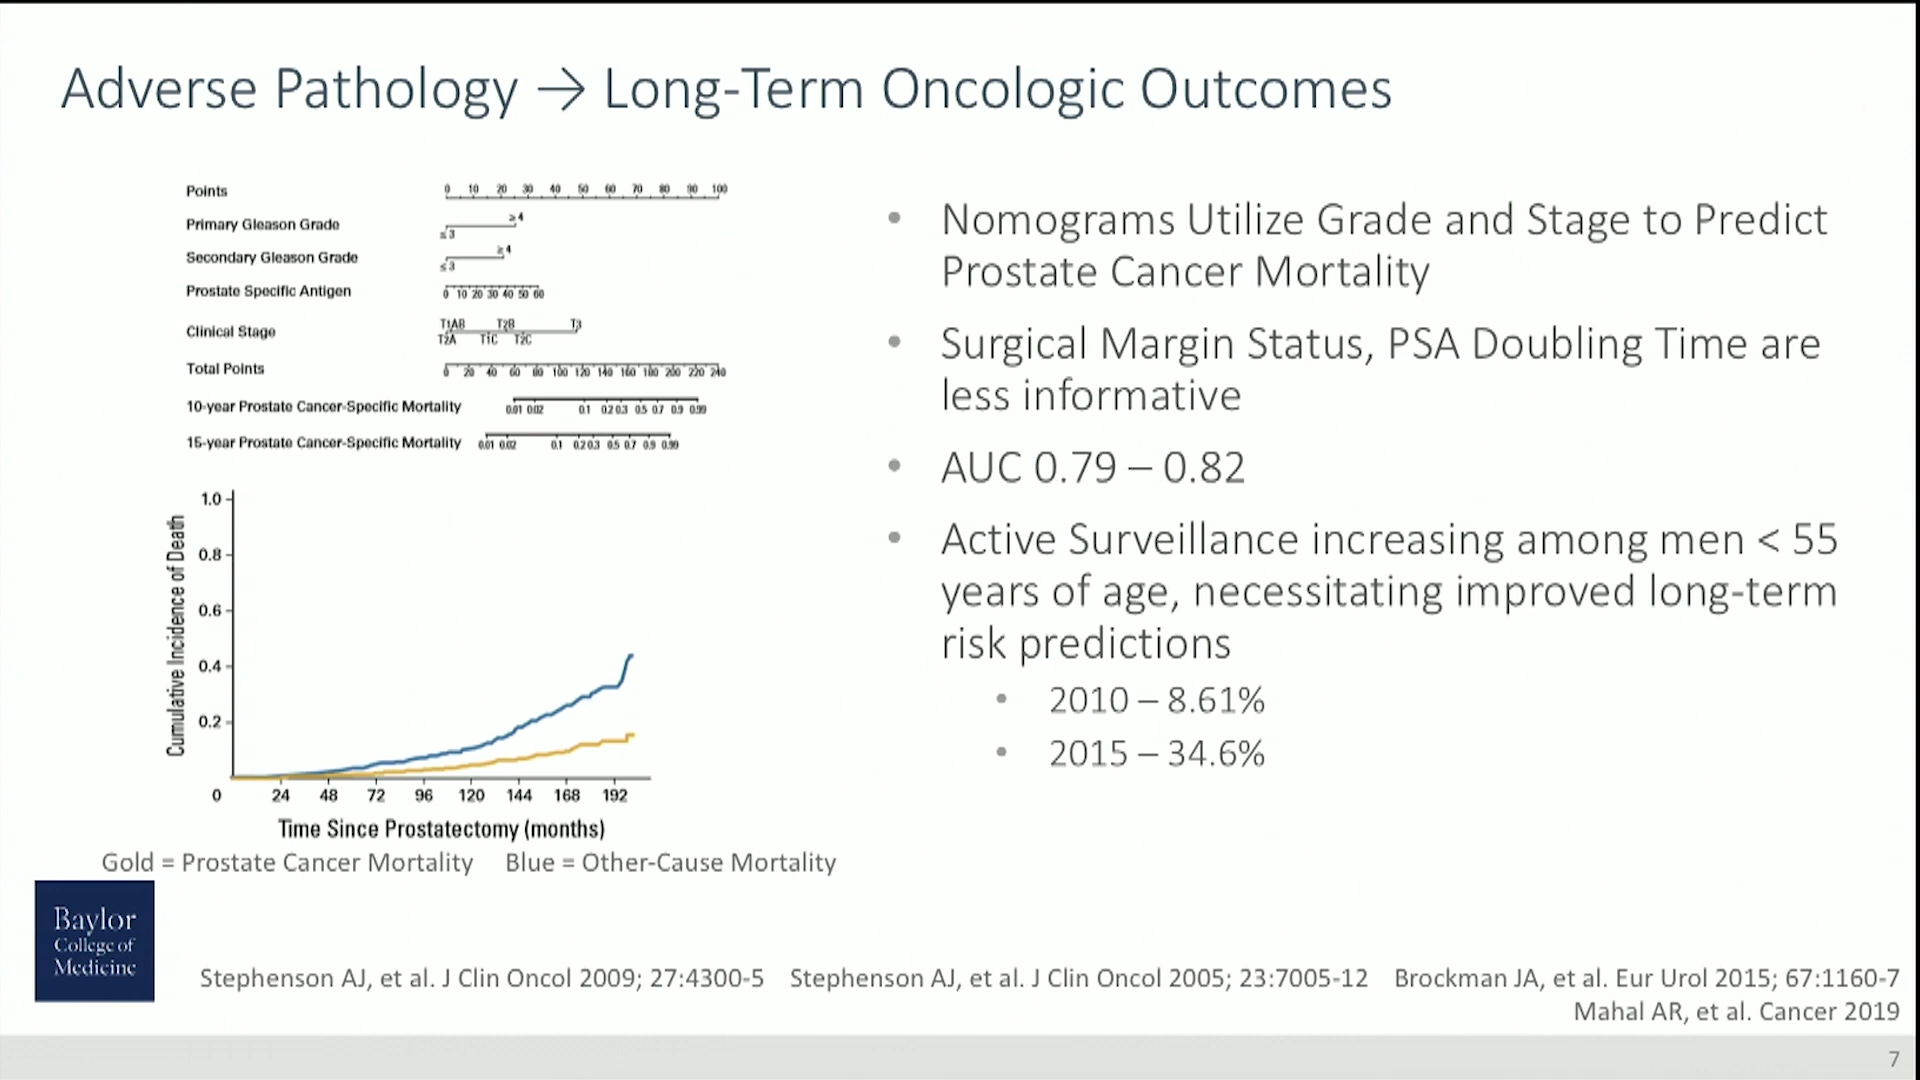 Adverse Pathology → Long-Term Oncologic Outcomes
Points
0 10 20 30 40 50 60 70 80 90 100
Primary Gleason Grade
≤3 ≥4
Secondary Gleason Grade
≤3 ≥4
Prostate Specific Antigen
0 10 20 30 40 50 60
Clinical Stage
T1AB T2B T3
T2A T1C T2C
Total Points
0 20 40 60 80 100 120 140 160 180 200 220 240
10-year Prostate Cancer-Specific Mortality
0.01 0.02 0.1 0.2 0.3 0.5 0.7 0.9 0.99
15-year Prostate Cancer-Specific Mortality
0.01 0.02 0.1 0.2 0.3 0.5 0.7 0.9 0.99
Cumulative Incidence of Death
1.0
0.8
0.6
0.4
0.2
0 24 48 72 96 120 144 168 192
Time Since Prostatectomy (months)
Gold = Prostate Cancer Mortality Blue = Other-Cause Mortality
• Nomograms Utilize Grade and Stage to Predict
Prostate Cancer Mortality
• Surgical Margin Status, PSA Doubling Time are
less informative
• AUC 0.79 – 0.82
• Active Surveillance increasing among men < 55
years of age, necessitating improved long-term
risk predictions
• 2010 – 8.61%
• 2015 – 34.6%
Baylor
College of
Medicine
Stephenson AJ, et al. J Clin Oncol 2009; 27:4300-5 Stephenson AJ, et al. J Clin Oncol 2005; 23:7005-12 Brockman JA, et al. Eur Urol 2015; 67:1160-7
Mahal AR, et al. Cancer 2019
7